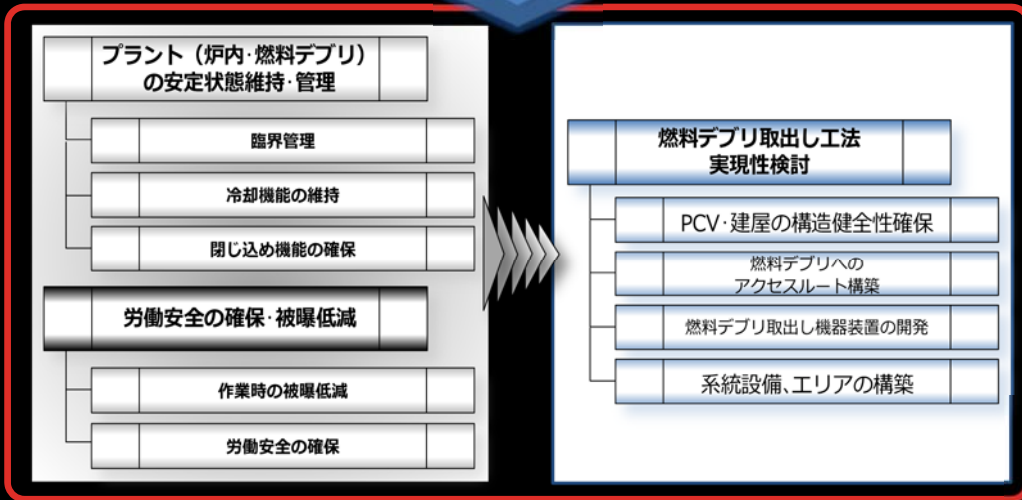 プラント（炉内・燃料デブリ）
の安定状態維持・管理
臨界管理
冷却機能の維持
閉じ込め機能の確保
労働安全の確保・被曝低減
作業時の被曝低減
労働安全の確保
燃料デブリ取出し工法
実現性検討
PCV・建屋の構造健全性確保
燃料デブリへの
アクセスルート構築
燃料デブリ取出し機器装置の開発
系統設備、エリアの構築